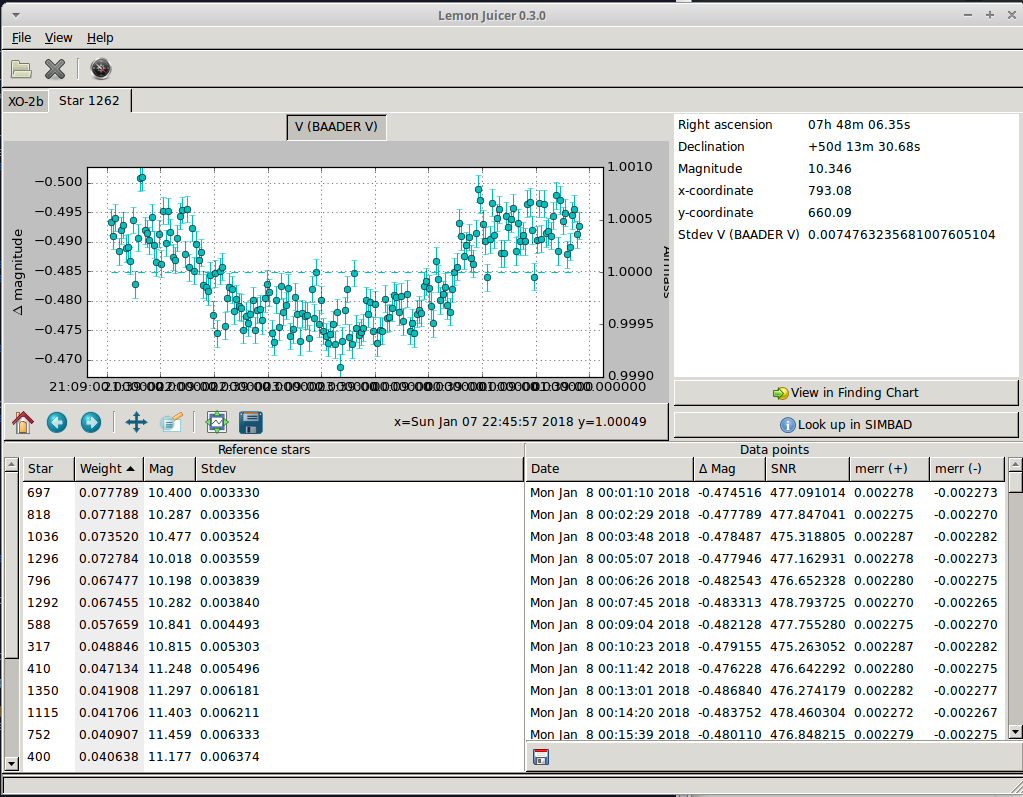 Lemon Juicer 0.3.0
File View Help
XO-2b Star 1262
V (BAADER V)
Right ascension 07h 48m 06.35s
Declination +50d 13m 30.68s
Magnitude 10.346
x-coordinate 793.08
y-coordinate 660.09
Stdev V (BAADER V) 0.0074763235681007605104
Δ magnitude
−0.500
−0.495
−0.490
−0.485
−0.480
−0.475
−0.470
1.0010
1.0005
1.0000
0.9995
0.9990
Airmass
View in Finding Chart
x=Sun Jan 07 22:45:57 2018 y=1.00049
Look up in SIMBAD
Reference stars
Star Weight Mag Stdev
697 0.077789 10.400 0.003330
818 0.077188 10.287 0.003356
1036 0.073520 10.477 0.003524
1296 0.072784 10.018 0.003559
796 0.067477 10.198 0.003839
1292 0.067455 10.282 0.003840
588 0.057659 10.841 0.004493
317 0.048846 10.815 0.005303
410 0.047134 11.248 0.005496
1350 0.041908 11.297 0.006181
1115 0.041706 11.403 0.006211
752 0.040907 11.459 0.006333
400 0.040638 11.177 0.006374
Data points
Date Δ Mag SNR merr (+) merr (-)
Mon Jan 8 00:01:10 2018 -0.474516 477.091014 0.002278 -0.002273
Mon Jan 8 00:02:29 2018 -0.477789 477.847041 0.002275 -0.002270
Mon Jan 8 00:03:48 2018 -0.478487 475.318805 0.002287 -0.002282
Mon Jan 8 00:05:07 2018 -0.477946 477.162931 0.002278 -0.002273
Mon Jan 8 00:06:26 2018 -0.482543 476.652328 0.002280 -0.002275
Mon Jan 8 00:07:45 2018 -0.483313 478.793725 0.002270 -0.002265
Mon Jan 8 00:09:04 2018 -0.482128 477.755280 0.002275 -0.002270
Mon Jan 8 00:10:23 2018 -0.479155 475.263052 0.002287 -0.002282
Mon Jan 8 00:11:42 2018 -0.476228 476.642292 0.002280 -0.002275
Mon Jan 8 00:13:01 2018 -0.486840 476.274179 0.002282 -0.002277
Mon Jan 8 00:14:20 2018 -0.483752 478.460304 0.002272 -0.002267
Mon Jan 8 00:15:39 2018 -0.480110 476.848215 0.002279 -0.002275